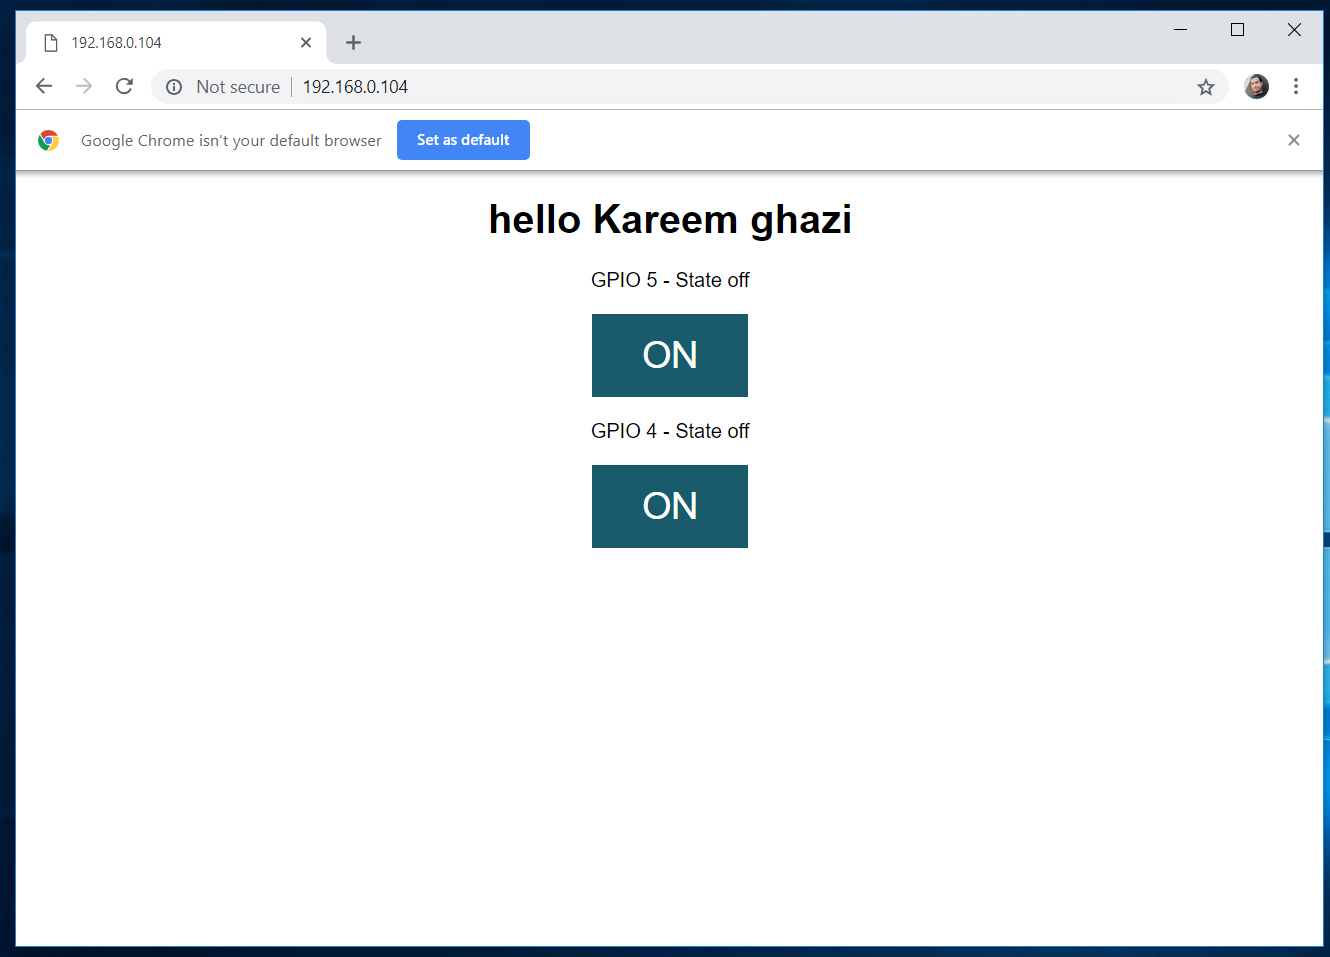 192.168.0.104
Not secure 192.168.0.104
Google Chrome isn't your default browser Set as default
hello Kareem ghazi
GPIO 5 - State off
ON
GPIO 4 - State off
ON